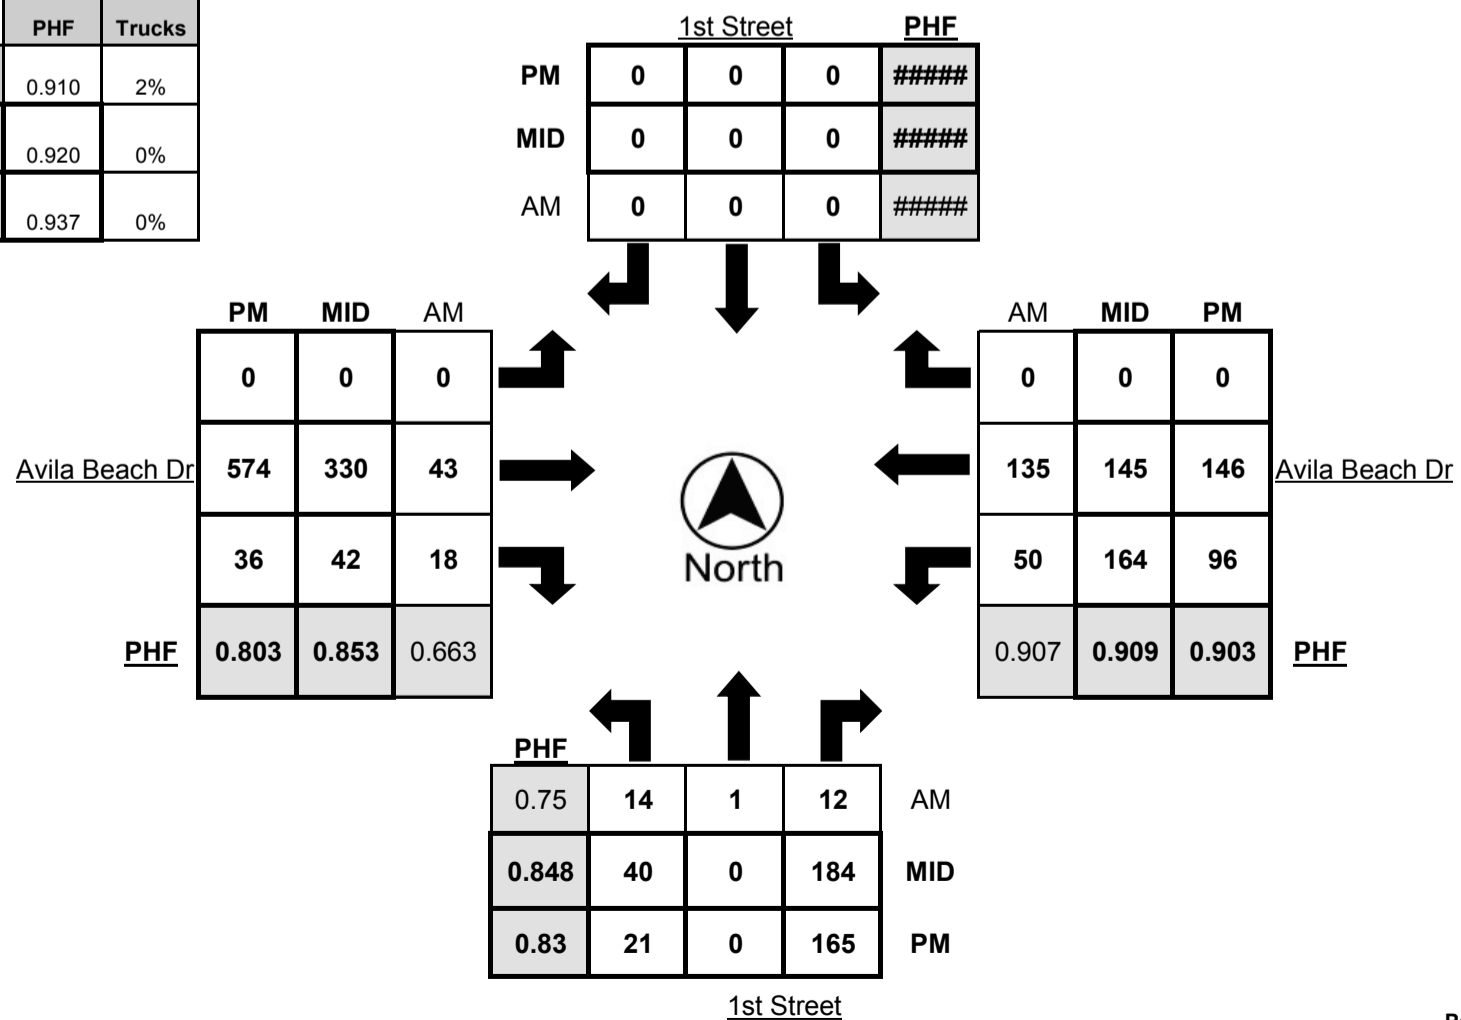 PHF Trucks
0.910 2%
0.920 0%
0.937 0%
1st Street PHF
PM 0 0 0 #####
MID 0 0 0 #####
AM 0 0 0 #####
PM MID AM
0 0 0
Avila Beach Dr 574 330 43
36 42 18
PHF 0.803 0.853 0.663
North
AM MID PM
0 0 0
135 145 146 Avila Beach Dr
50 164 96
0.907 0.909 0.903 PHF
PHF
0.75 14 1 12 AM
0.848 40 0 184 MID
0.83 21 0 165 PM
1st Street